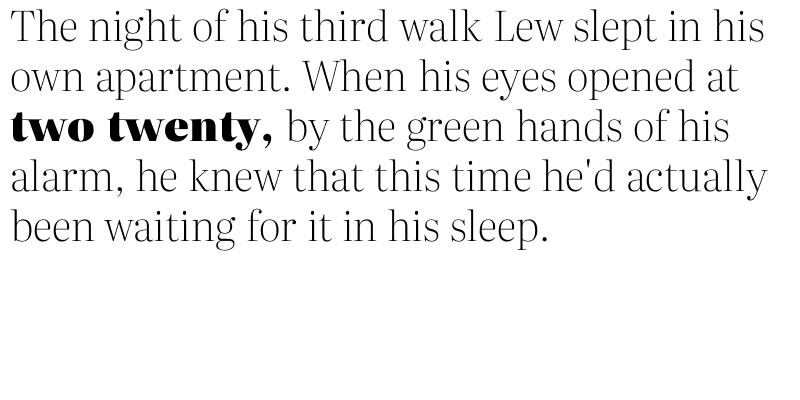 The night of his third walk Lew slept in his
own apartment. When his eyes opened at
two twenty, by the green hands of his
alarm, he knew that this time he'd actually
been waiting for it in his sleep.